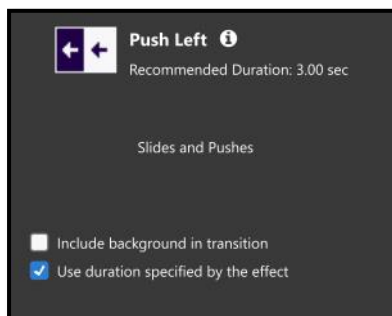 Push Left
Recommended Duration: 3.00 sec
Slides and Pushes
Include background in transition
Use duration specified by the effect